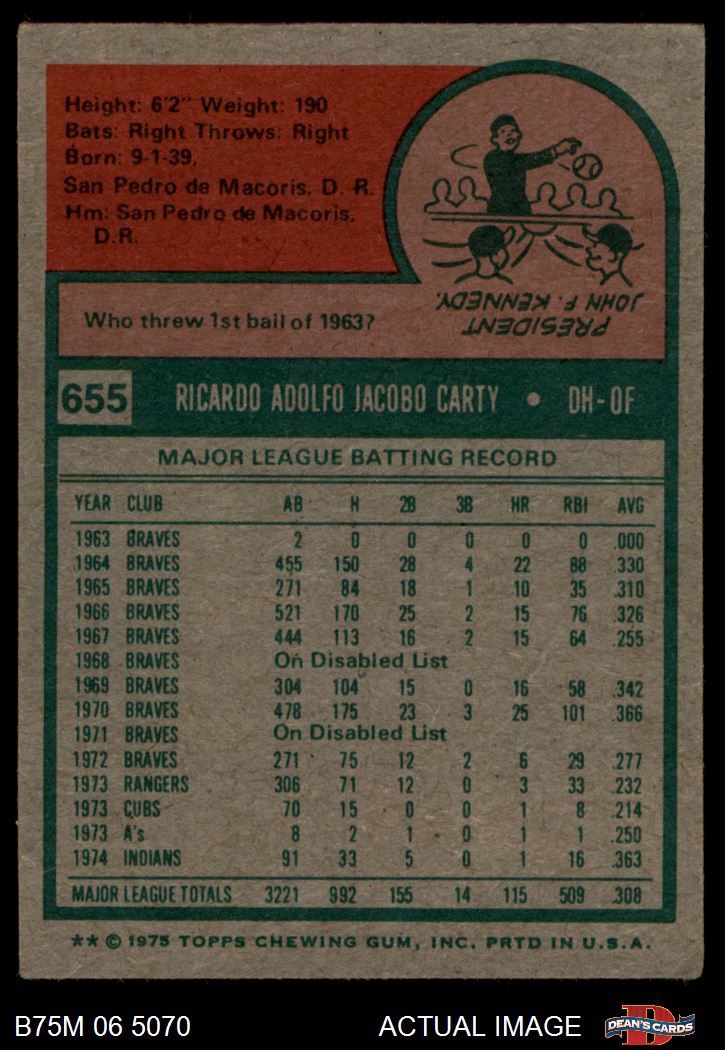 Height: 6'2" Weight: 190
Bats: Right Throws: Right
Born: 9-1-39,
San Pedro de Macoris, D. R.
Hm: San Pedro de Macoris,
D.R.
PRESIDENT
JOHN F. KENNEDY.
Who threw 1st ball of 1963?
655 RICARDO ADOLFO JACOBO CARTY • DH-OF
MAJOR LEAGUE BATTING RECORD
YEAR CLUB AB H 2B 3B HR RBI AVG
1963 BRAVES 2 0 0 0 0 0 .000
1964 BRAVES 455 150 28 4 22 88 .330
1965 BRAVES 271 84 18 1 10 35 .310
1966 BRAVES 521 170 25 2 15 76 .326
1967 BRAVES 444 113 16 2 15 64 .255
1968 BRAVES On Disabled List
1969 BRAVES 304 104 15 0 16 58 .342
1970 BRAVES 478 175 23 3 25 101 .366
1971 BRAVES On Disabled List
1972 BRAVES 271 75 12 2 6 29 .277
1973 RANGERS 306 71 12 0 3 33 .232
1973 CUBS 70 15 0 0 1 8 .214
1973 A's 8 2 1 0 1 1 .250
1974 INDIANS 91 33 5 0 1 16 .363
MAJOR LEAGUE TOTALS 3221 992 155 14 115 509 .308
** © 1975 TOPPS CHEWING GUM, INC. PRTD IN U.S.A.
B75M 06 5070 ACTUAL IMAGE
D
DEAN'S CARDS